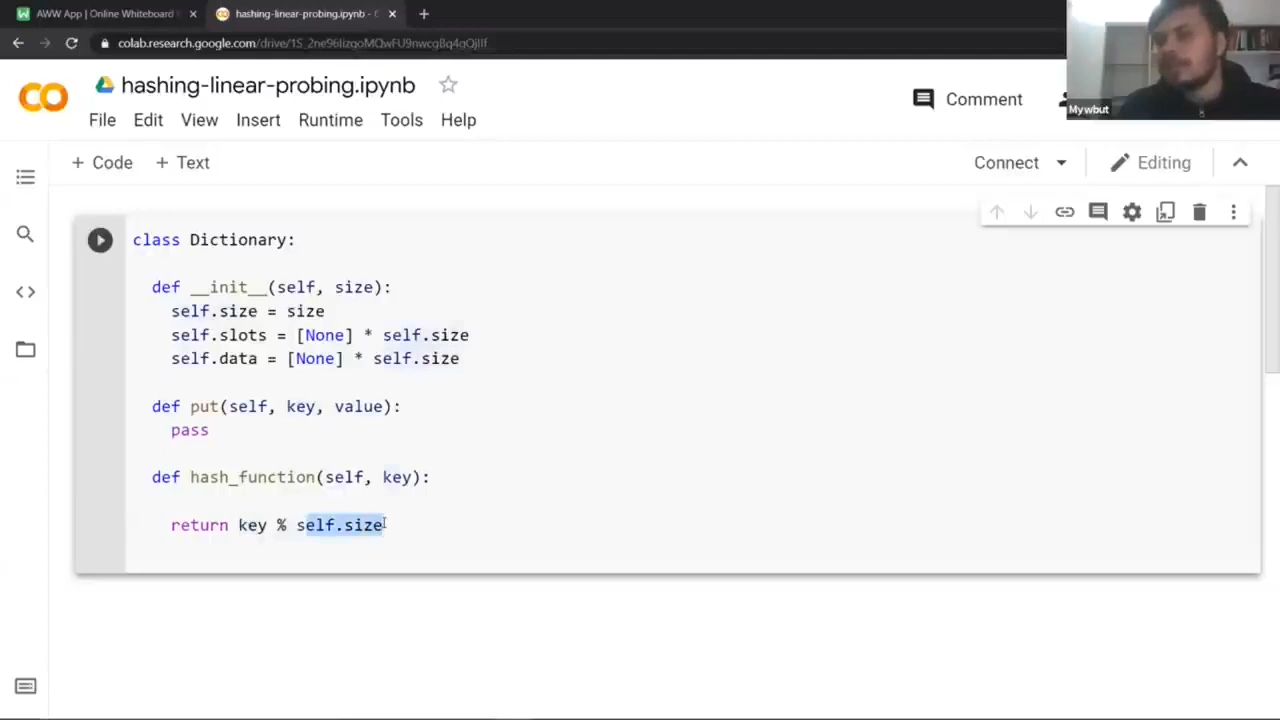 AWW App | Online Whiteboard
hashing-linear-probing.ipynb - C
colab.research.google.com/drive/
hashing-linear-probing.ipynb
Comment
Mywbut
File Edit View Insert Runtime Tools Help
+ Code + Text
Connect
Editing
class Dictionary:
def __init__(self, size):
self.size = size
self.slots = [None] * self.size
self.data = [None] * self.size
def put(self, key, value):
pass
def hash_function(self, key):
return key % self.size